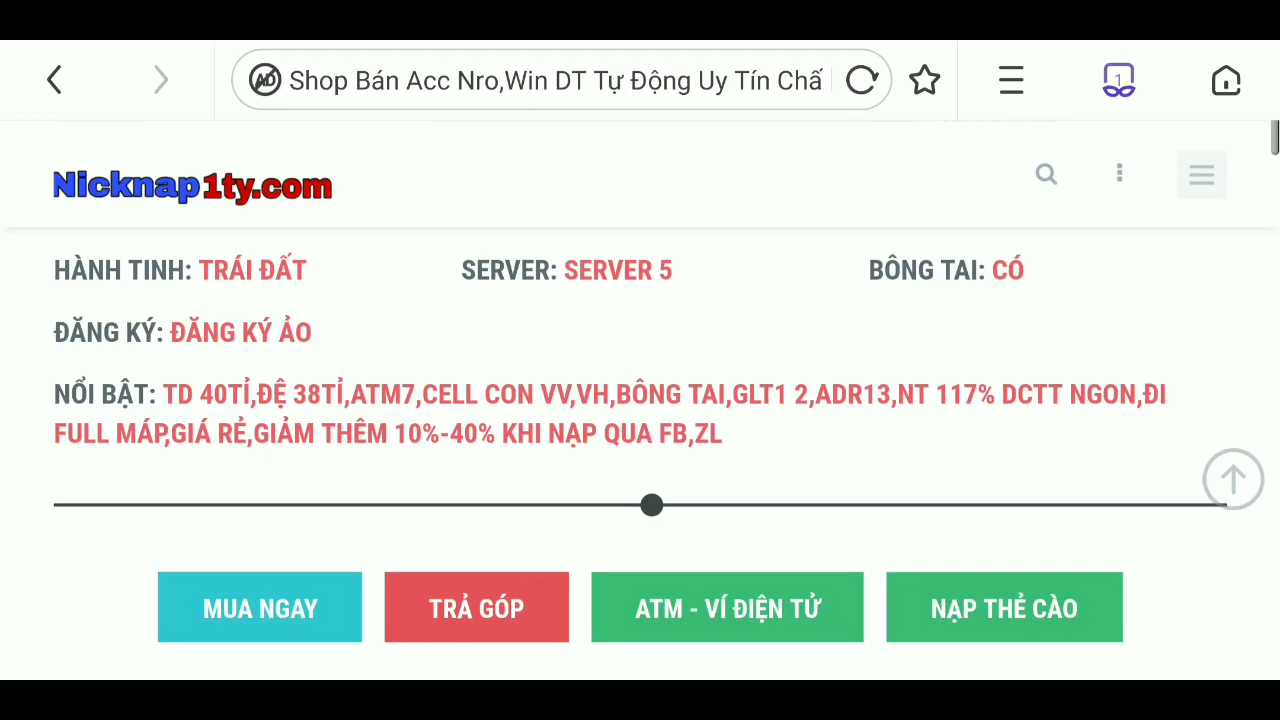 Shop Bán Acc Nro,Win DT Tự Động Uy Tín Chấ
1
Nicknap1ty.com
HÀNH TINH: TRÁI ĐẤT SERVER: SERVER 5 BÔNG TAI: CÓ
ĐĂNG KÝ: ĐĂNG KÝ ẢO
NỔI BẬT: TD 40TỈ,ĐỆ 38TỈ,ATM7,CELL CON VV,VH,BÔNG TAI,GLT1 2,ADR13,NT 117% DCTT NGON,ĐI
FULL MÁP,GIÁ RẺ,GIẢM THÊM 10%-40% KHI NẠP QUA FB,ZL
MUA NGAY TRẢ GÓP ATM - VÍ ĐIỆN TỬ NẠP THẺ CÀO